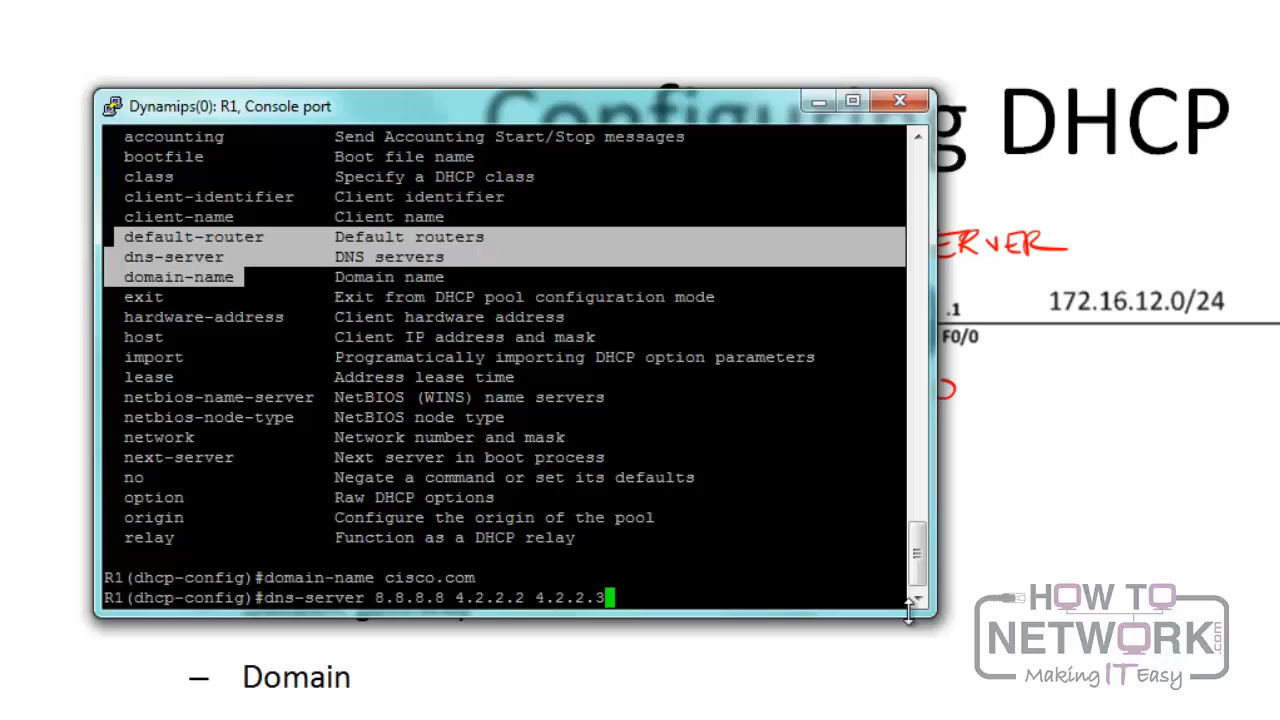 Configuring DHCP
Dynamips(0): R1, Console port
accounting Send Accounting Start/Stop messages
bootfile Boot file name
class Specify a DHCP class
client-identifier Client identifier
client-name Client name
default-router Default routers
dns-server DNS servers
domain-name Domain name
exit Exit from DHCP pool configuration mode
hardware-address Client hardware address
host Client IP address and mask
import Programatically importing DHCP option parameters
lease Address lease time
netbios-name-server NetBIOS (WINS) name servers
netbios-node-type NetBIOS node type
network Network number and mask
next-server Next server in boot process
no Negate a command or set its defaults
option Raw DHCP options
origin Configure the origin of the pool
relay Function as a DHCP relay
R1(dhcp-config)#domain-name cisco.com
R1(dhcp-config)#dns-server 8.8.8.8 4.2.2.2 4.2.2.3
ERVER
.1 172.16.12.0/24
F0/0
– Domain
HOW TO
NETWORK.com
Making IT Easy